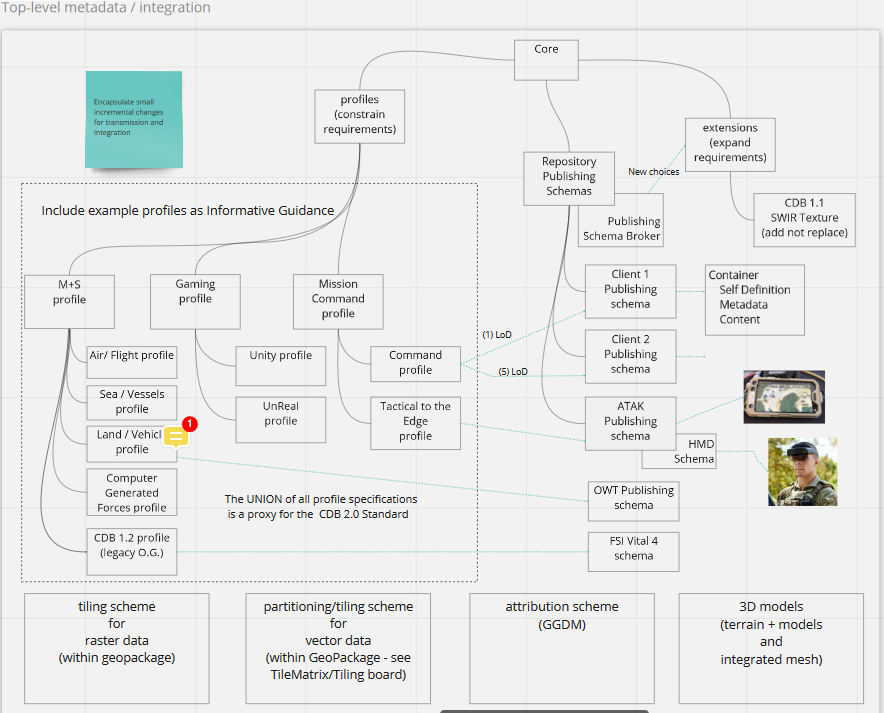 Top-level metadata / integration
Core
Encapsulate small
incremental changes
for transmission and
integration
profiles
(constrain
requirements)
extensions
(expand
requirements)
Repository
Publishing
Schemas
New choices
Publishing
Schema Broker
CDB 1.1
SWIR Texture
(add not replace)
Include example profiles as Informative Guidance
M+S
profile
Gaming
profile
Mission
Command
profile
Client 1
Publishing
schema
Container
Self Definition
Metadata
Content
(1) LoD
Client 2
Publishing
schema
(5) LoD
Air/ Flight profile
Unity profile
Command
profile
Sea / Vessels
profile
UnReal
profile
Tactical to the
Edge
profile
ATAK
Publishing
schema
HMD
Schema
1
Land / Vehicl
profile
Computer
Generated
Forces profile
The UNION of all profile specifications
is a proxy for the CDB 2.0 Standard
OWT Publishing
schema
CDB 1.2 profile
(legacy O.G.)
FSI Vital 4
schema
tiling scheme
for
raster data
(within geopackage)
partitioning/tiling scheme
for
vector data
(within GeoPackage - see
TileMatrix/Tiling board)
attribution scheme
(GGDM)
3D models
(terrain + models
and
integrated mesh)